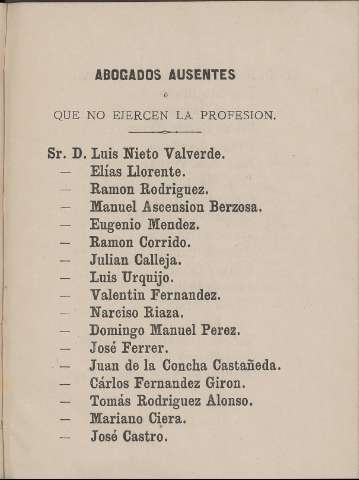 ABOGADOS AUSENTES
ó
QUE NO EJERCEN LA PROFESION.
Sr. D. Luis Nieto Valverde.
— Elías Llorente.
— Ramon Rodriguez.
— Manuel Ascension Berzosa.
— Eugenio Mendez.
— Ramon Corrido.
— Julian Calleja.
— Luis Urquijo.
— Valentin Fernandez.
— Narciso Riaza.
— Domingo Manuel Perez.
— José Ferrer.
— Juan de la Concha Castañeda.
— Cárlos Fernandez Giron.
— Tomás Rodriguez Alonso.
— Mariano Ciera.
— José Castro.